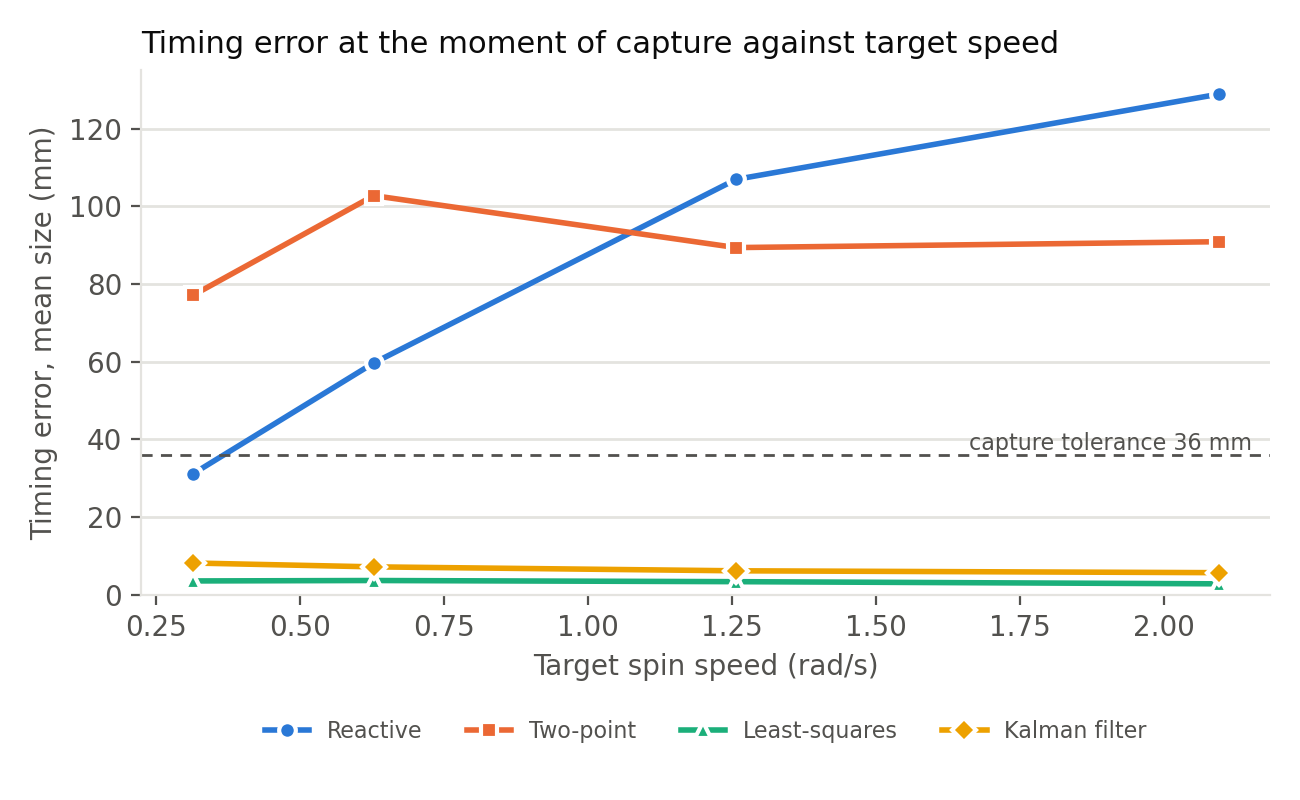 Timing error at the moment of capture against target speed
Timing error, mean size (mm)
120
100
80
60
40
20
0
capture tolerance 36 mm
0.25 0.50 0.75 1.00 1.25 1.50 1.75 2.00
Target spin speed (rad/s)
Reactive Two-point Least-squares Kalman filter